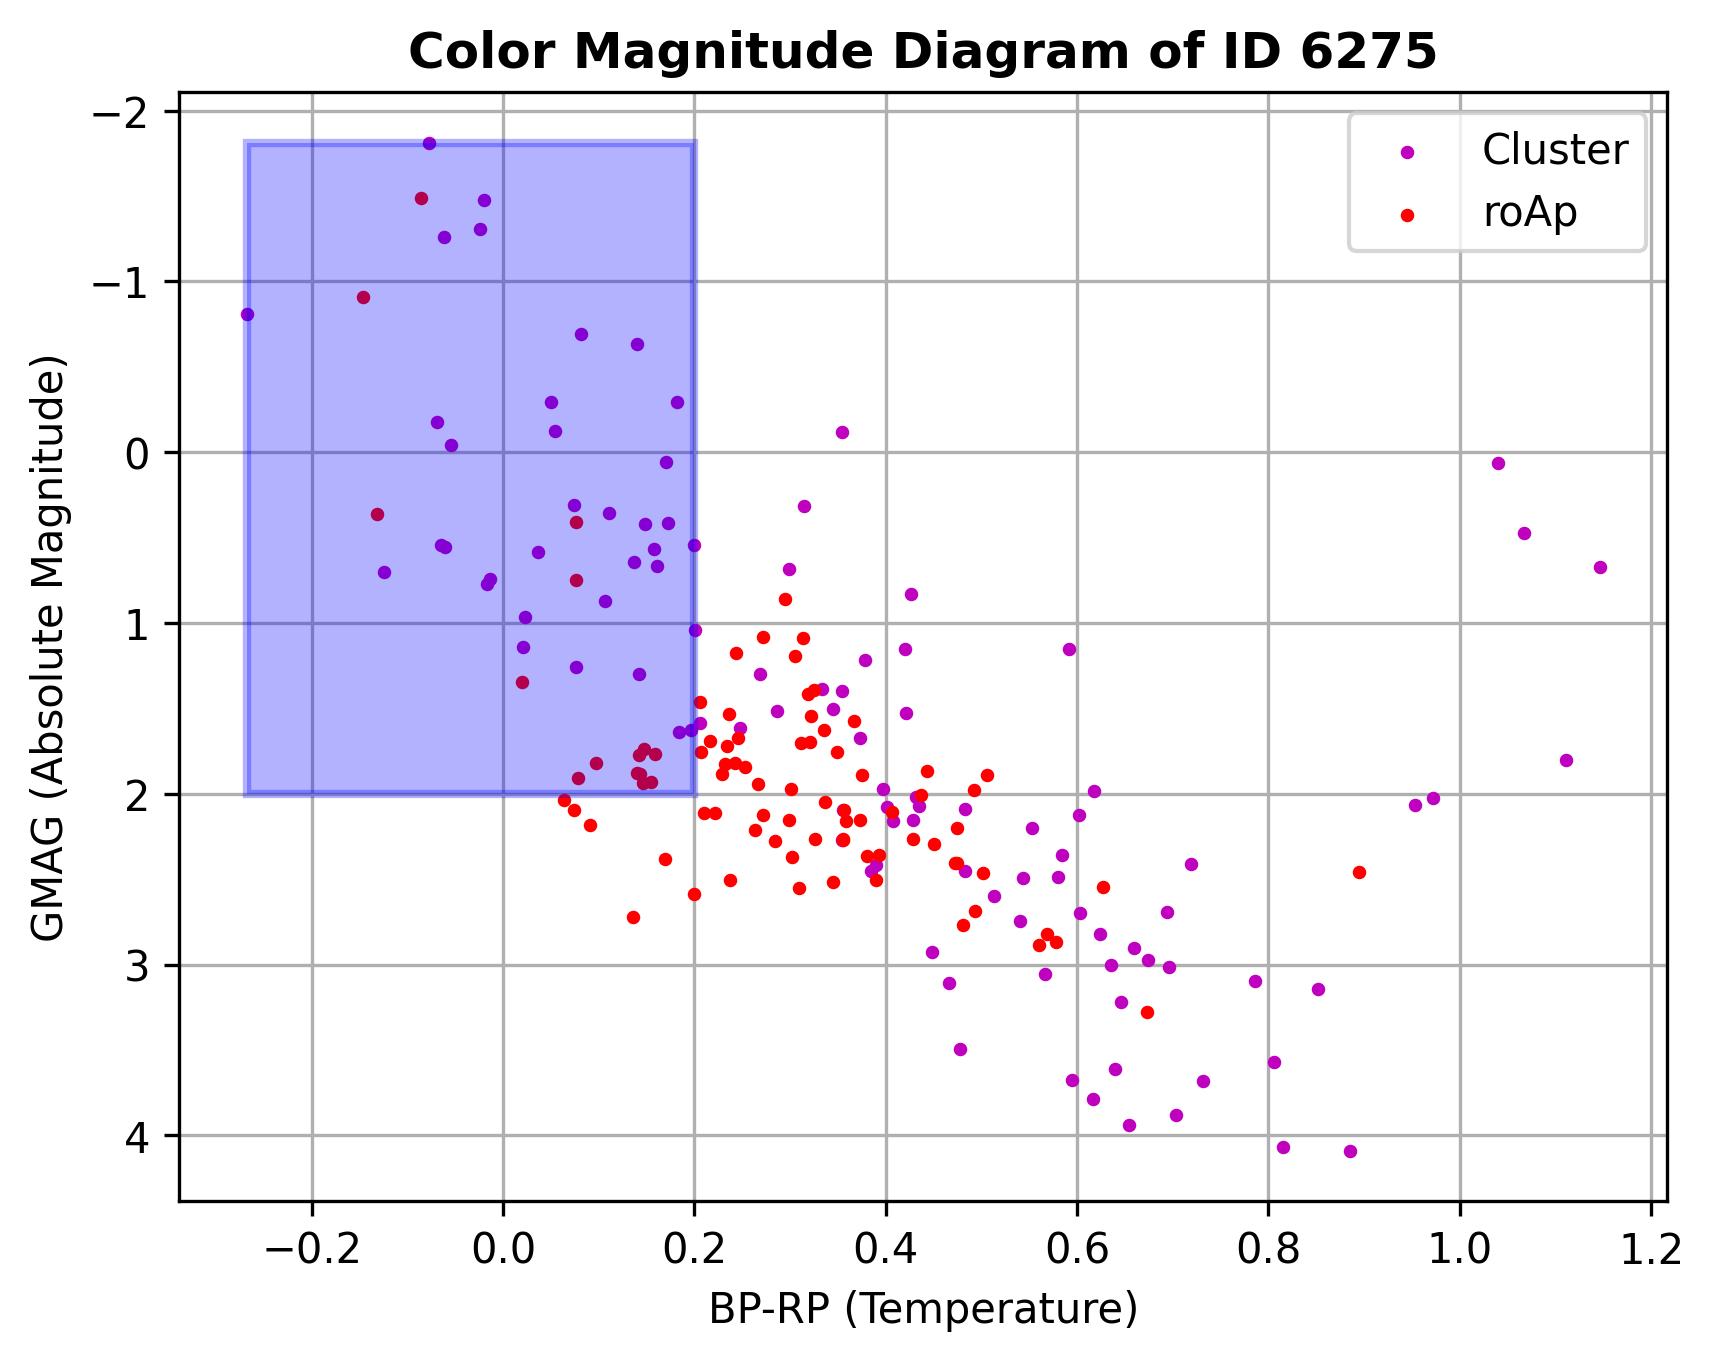 Color Magnitude Diagram of ID 6275
Cluster
roAp
−2
−1
0
1
2
3
4
GMAG (Absolute Magnitude)
−0.2 0.0 0.2 0.4 0.6 0.8 1.0 1.2
BP-RP (Temperature)